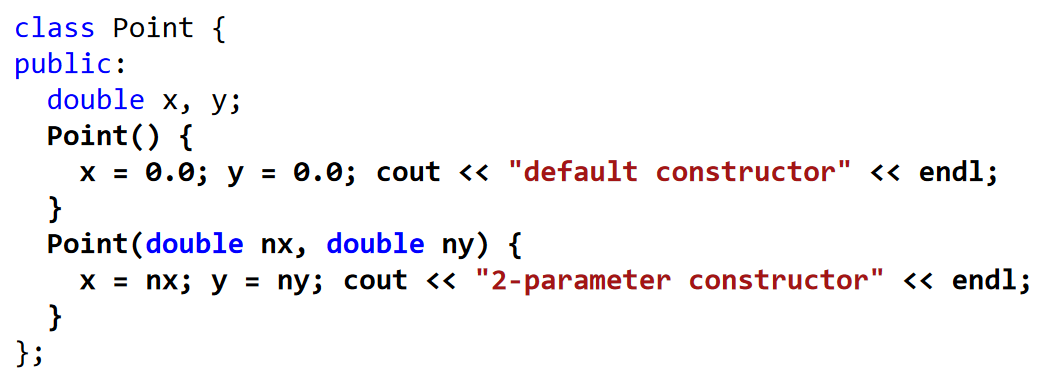 class Point {
public:
  double x, y;
  Point() {
    x = 0.0; y = 0.0; cout << "default constructor" << endl;
  }
  Point(double nx, double ny) {
    x = nx; y = ny; cout << "2-parameter constructor" << endl;
  }
};